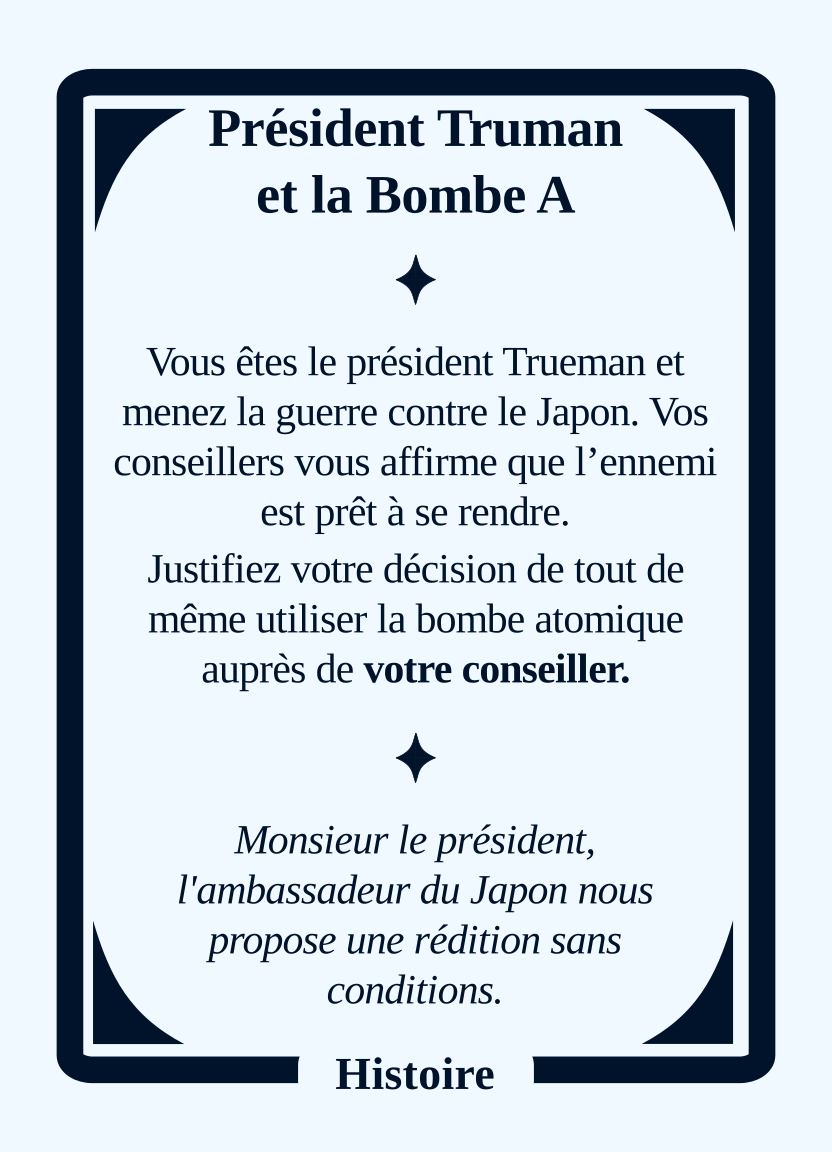 Président Truman
et la Bombe A
Vous êtes le président Trueman et
menez la guerre contre le Japon. Vos
conseillers vous affirme que l’ennemi
est prêt à se rendre.
Justifiez votre décision de tout de
même utiliser la bombe atomique
auprès de votre conseiller.
Monsieur le président,
l'ambassadeur du Japon nous
propose une rédition sans
conditions.
Histoire